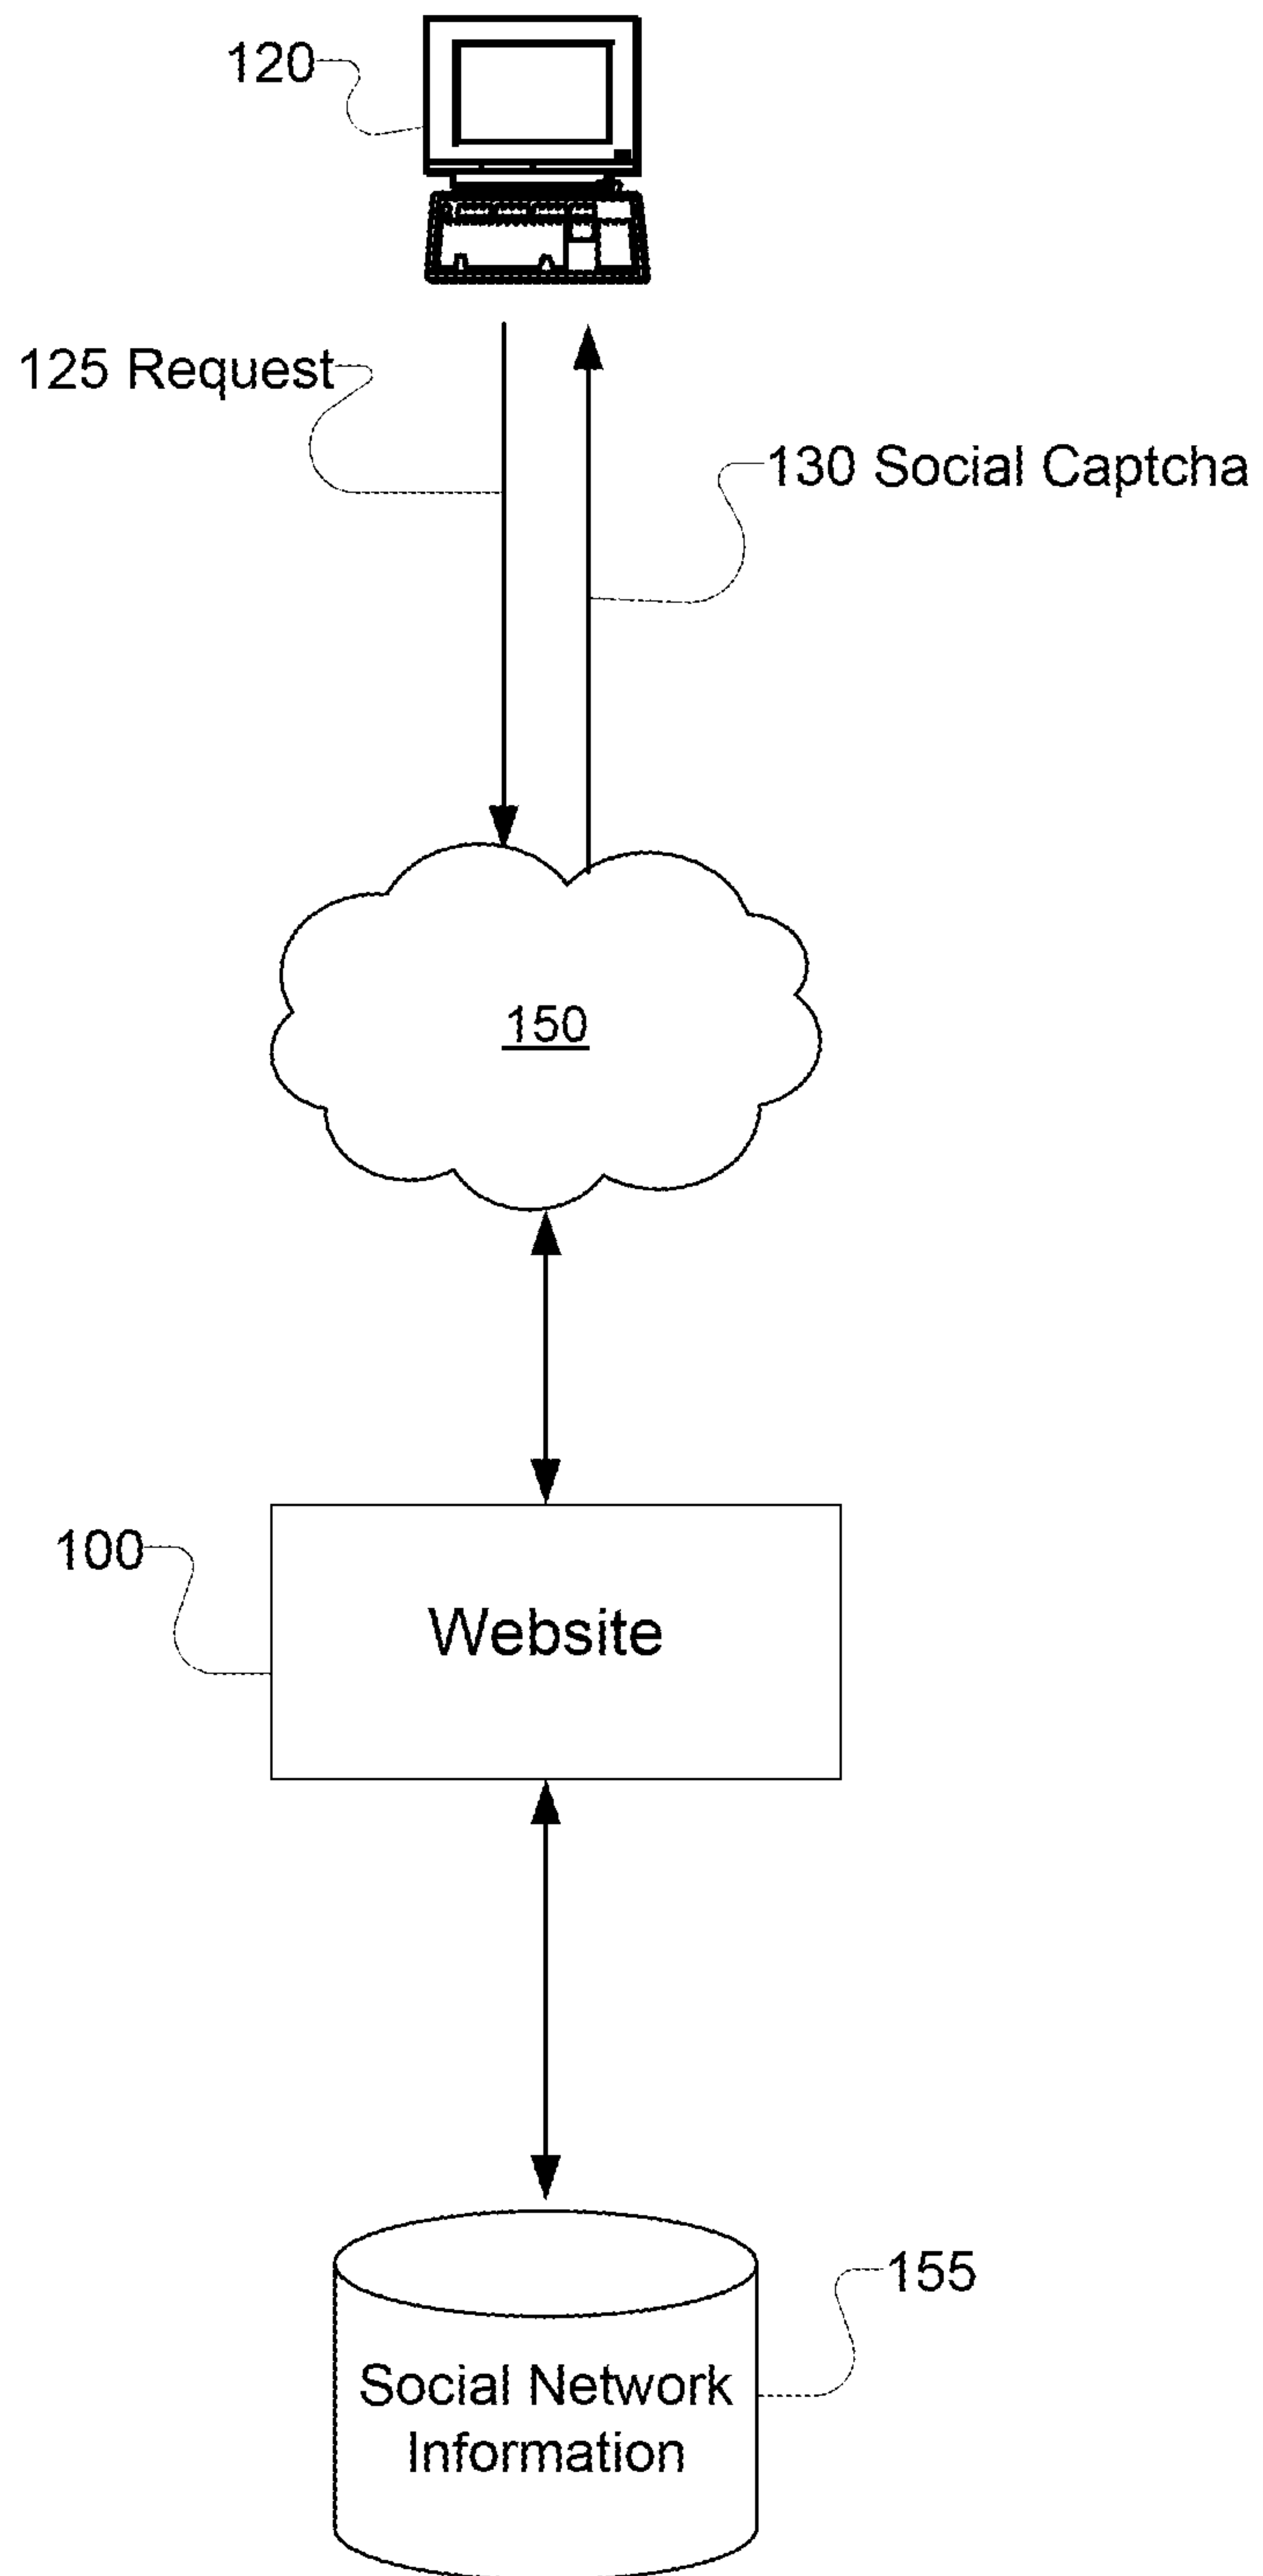 120
125 Request
130 Social Captcha
150
100
Website
155
Social Network
Information